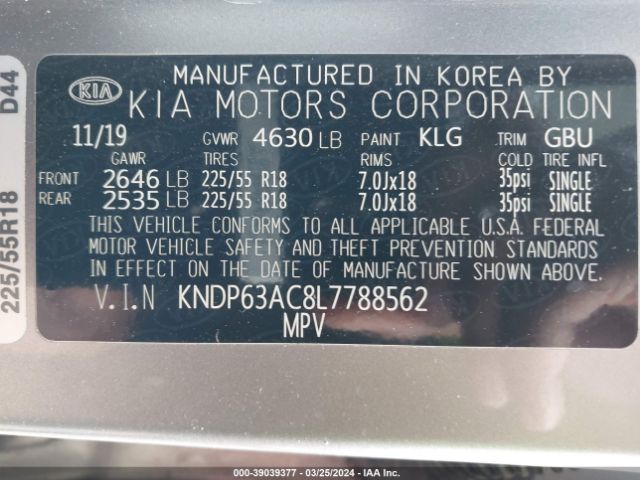 MANUFACTURED IN KOREA BY
KIA KIA MOTORS CORPORATION
11/19 GVWR 4630 LB PAINT KLG TRIM GBU
GAWR TIRES RIMS COLD TIRE INFL
FRONT 2646 LB 225/55 R18 7.0Jx18 35psi SINGLE
REAR 2535 LB 225/55 R18 7.0Jx18 35psi SINGLE
THIS VEHICLE CONFORMS TO ALL APPLICABLE U.S.A. FEDERAL
MOTOR VEHICLE SAFETY AND THEFT PREVENTION STANDARDS
IN EFFECT ON THE DATE OF MANUFACTURE SHOWN ABOVE.
V.I.N KNDP63AC8L7788562
MPV
225/55R18 D44
000-39039377 - 03/25/2024 - IAA Inc.